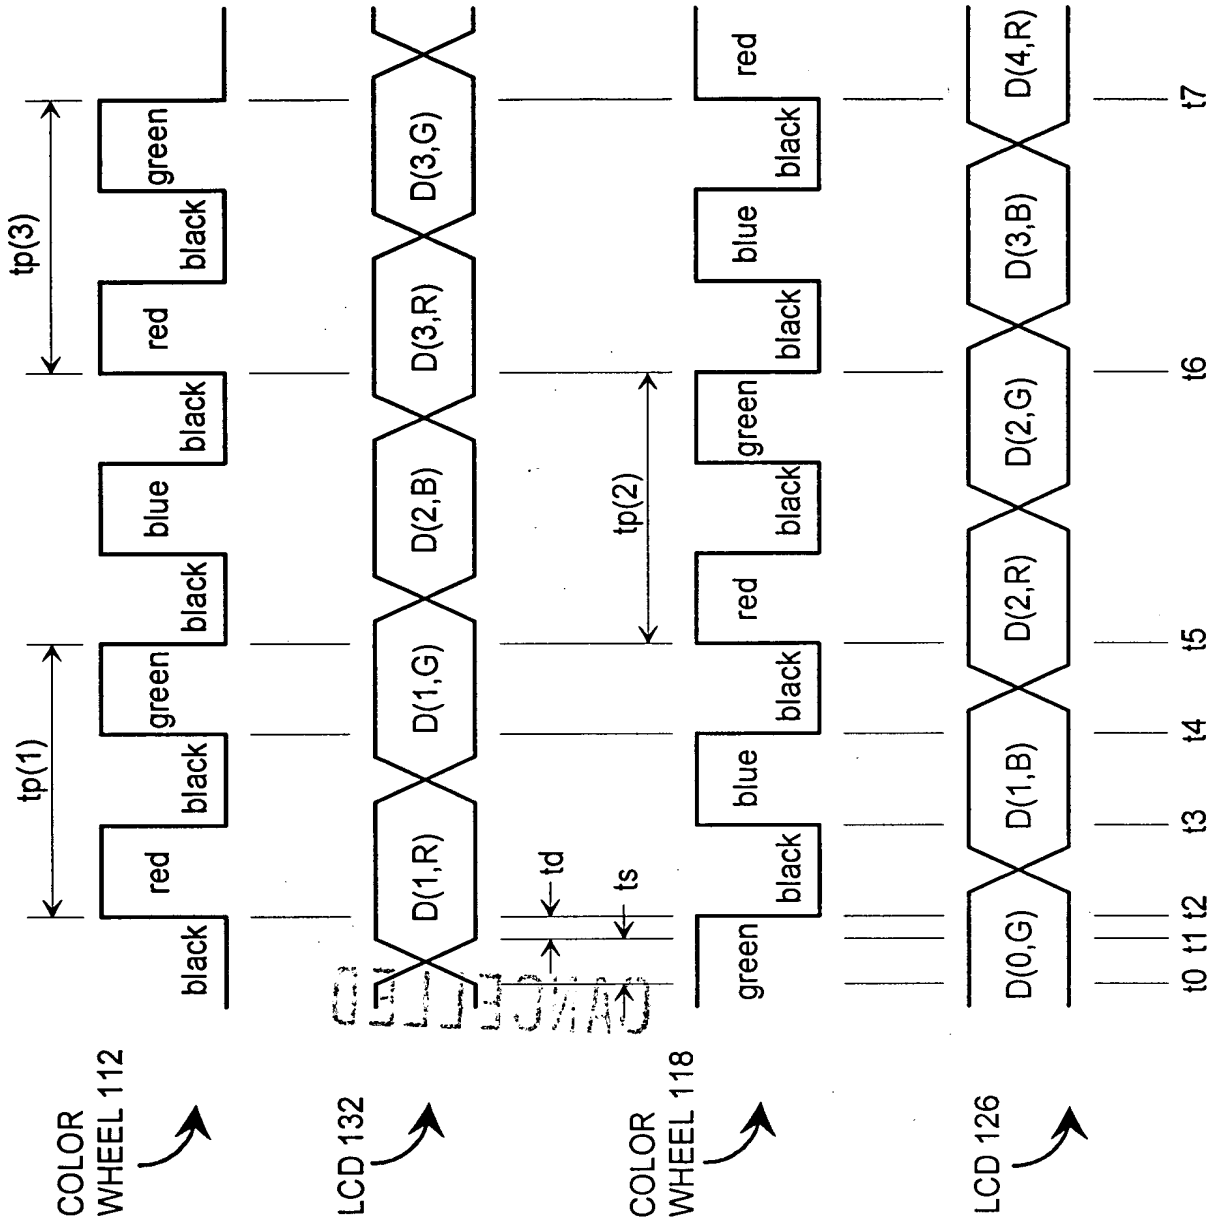 COLOR
WHEEL 112
black
red
black
green
black
blue
black
red
black
green
tp(1)
tp(3)
LCD 132
D(1,R)
D(1,G)
D(2,B)
D(3,R)
D(3,G)
td
ts
tp(2)
CANCELLED
COLOR
WHEEL 118
green
black
blue
black
red
black
green
black
blue
black
red
LCD 126
D(0,G)
D(1,B)
D(2,R)
D(2,G)
D(3,B)
D(4,R)
t0 t1 t2 t3 t4 t5 t6 t7